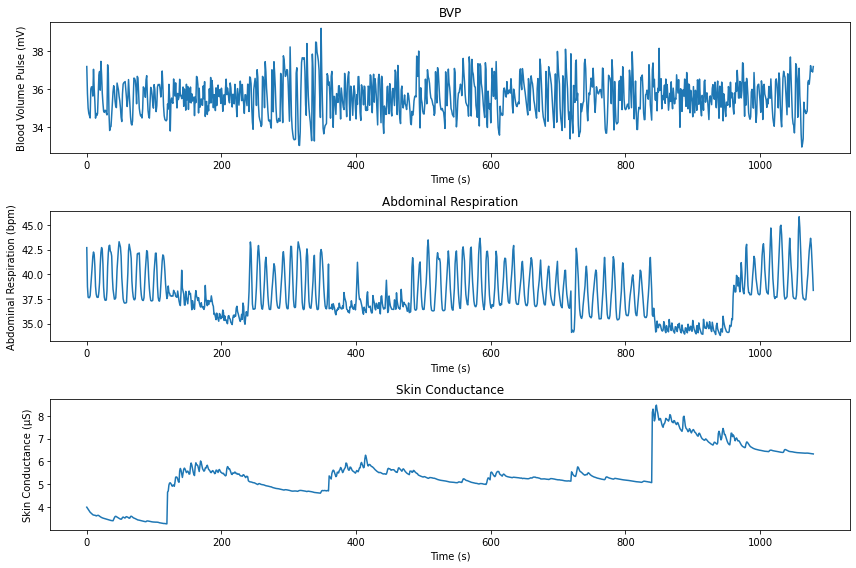 BVP
Blood Volume Pulse (mV)
38
36
34
0 200 400 600 800 1000
Time (s)
Abdominal Respiration
Abdominal Respiration (bpm)
45.0
42.5
40.0
37.5
35.0
0 200 400 600 800 1000
Time (s)
Skin Conductance
Skin Conductance (μS)
8
7
6
5
4
0 200 400 600 800 1000
Time (s)